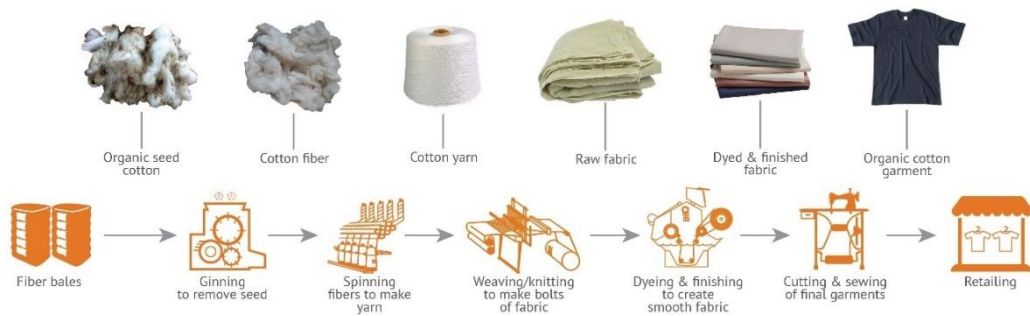 Organic seed
cotton
Cotton fiber
Cotton yarn
Raw fabric
Dyed & finished
fabric
Organic cotton
garment
Fiber bales
Ginning
to remove seed
Spinning
fibers to make
yarn
Weaving/knitting
to make bolts
of fabric
Dyeing & finishing
to create
smooth fabric
Cutting & sewing
of final garments
Retailing